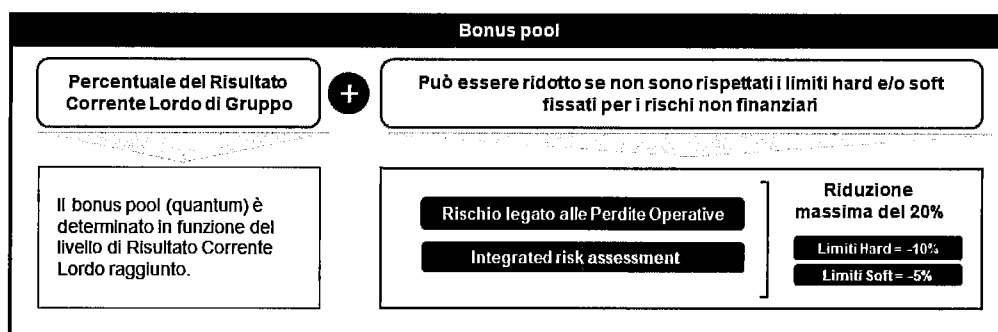 Bonus pool
Percentuale del Risultato
Corrente Lordo di Gruppo
+
Può essere ridotto se non sono rispettati i limiti hard e/o soft
fissati per i rischi non finanziari
Il bonus pool (quantum) è
determinato in funzione del
livello di Risultato Corrente
Lordo raggiunto.
Rischio legato alle Perdite Operative
Integrated risk assessment
Riduzione
massima del 20%
Limiti Hard = -10%
Limiti Soft = -5%